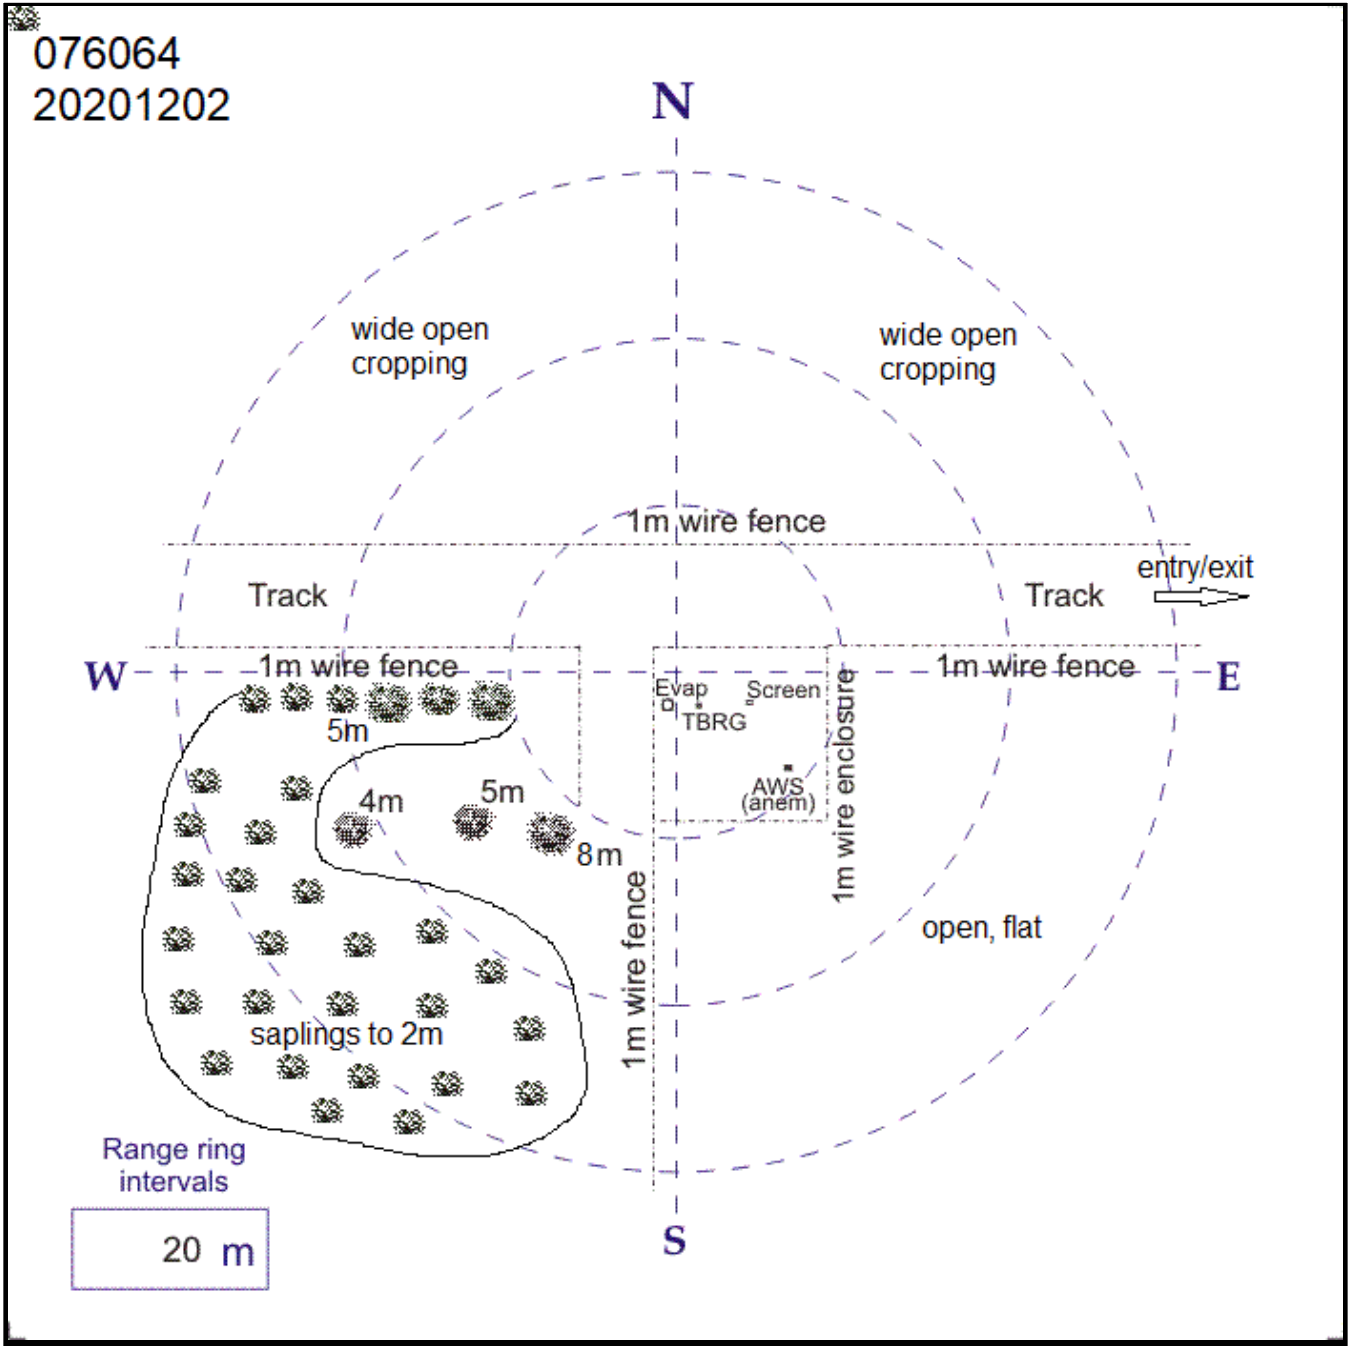 076064
20201202
N
wide open
cropping
wide open
cropping
1m wire fence
entry/exit
Track
Track
W
1m wire fence
1m wire fence
E
Evap
Screen
TBRG
5m
1m wire enclosure
AWS
(anem)
4m
5m
8m
1m wire fence
open, flat
saplings to 2m
Range ring
intervals
20 m
S